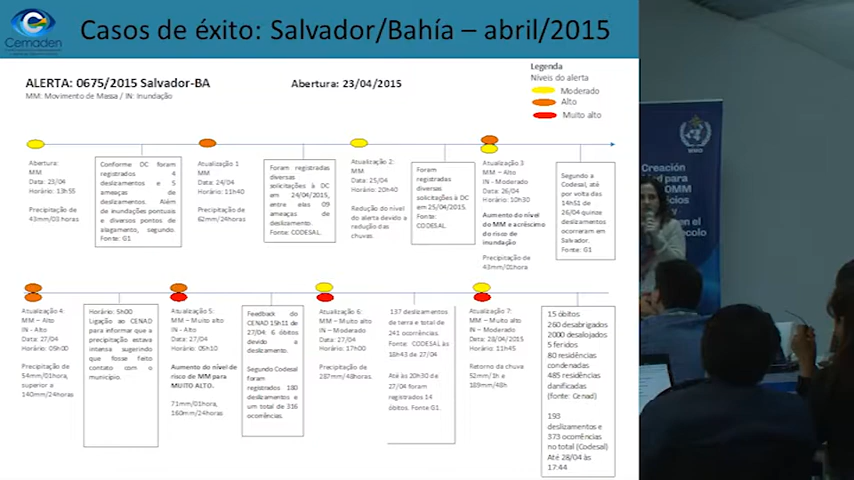 Cemaden
Casos de éxito: Salvador/Bahía – abril/2015
ALERTA: 0675/2015 Salvador-BA
Abertura: 23/04/2015
MM: Movimento de Massa / IN: Inundação
Legenda
Níveis do alerta
Moderado
Alto
Muito alto
Abertura:
MM
Data: 23/04
Horário: 13h55
Precipitação de
43mm/03 horas
Conforme DC foram
registrados 4
deslizamentos e 5
ameaças de
deslizamentos. Além
de inundações pontuais
e diversos pontos de
alagamento, segundo.
Fonte: G1
Atualização 1
MM
Data: 24/04
Horário: 11h40
Precipitação de
62mm/24horas
Foram registradas
diversas
solicitações à DC
em 24/04/2015,
entre elas 09
ameaças de
deslizamento.
Fonte: CODESAL.
Atualização 2:
MM
Data: 25/04
Horário: 20h40
Redução do nível
do alerta devido a
redução das
chuvas.
Foram
registradas
diversas
solicitações à DC
em 25/04/2015.
Fonte:
CODESAL
Atualização 3
MM – Alto
IN - Moderado
Data: 26/04
Horário: 10h30
Aumento do nível
do MM e acréscimo
do risco de
inundação
Precipitação de
43mm/01hora
Segundo a
Codesal, até
por volta das
14h51 de
26/04 quinze
deslizamentos
ocorreram em
Salvador.
Fonte: G1
Atualização 4:
MM – Alto
IN - Alto
Data: 27/04
Horário: 05h00
Precipitação de
54mm/01hora,
superior a
140mm/24horas
Horário: 5h00
Ligação ao CENAD
para informar que a
precipitação estava
intensa sugerindo
que fosse feito
contato com o
município.
Atualização 5:
MM – Muito alto
IN - Alto
Data: 27/04
Horário: 05h10
Aumento do nível de
risco de MM para
MUITO ALTO.
71mm/01hora,
160mm/24horas
Feedback do
CENAD 15h11 de
27/04: 6 óbitos
devido a
deslizamento.
Segundo Codesal
foram
registrados 180
deslizamentos e
um total de 316
ocorrências.
Atualização 6:
MM – Muito alto
IN – Moderado
Data: 27/04
Horário: 17h00
Precipitação de
287mm/48horas.
137 deslizamentos
de terra e total de
241 ocorrências.
Fonte: CODESAL às
18h43 de 27/04
Até às 20h30 de
27/04 foram
registrados 14
óbitos. Fonte G1.
Atualização 7:
MM – Muito alto
IN – Moderado
Data: 28/04/2015
Horário: 11h45
Retorno da chuva
52mm/1h e
189mm/48h
15 óbitos
260 desabrigados
2000 desalojados
5 feridos
80 residências
condenadas
485 residências
danificadas
(fonte: Cenad)
193
deslizamentos e
373 ocorrências
no total (Codesal)
Até 28/04 às
17:44
WMO
Creación
para
OMM